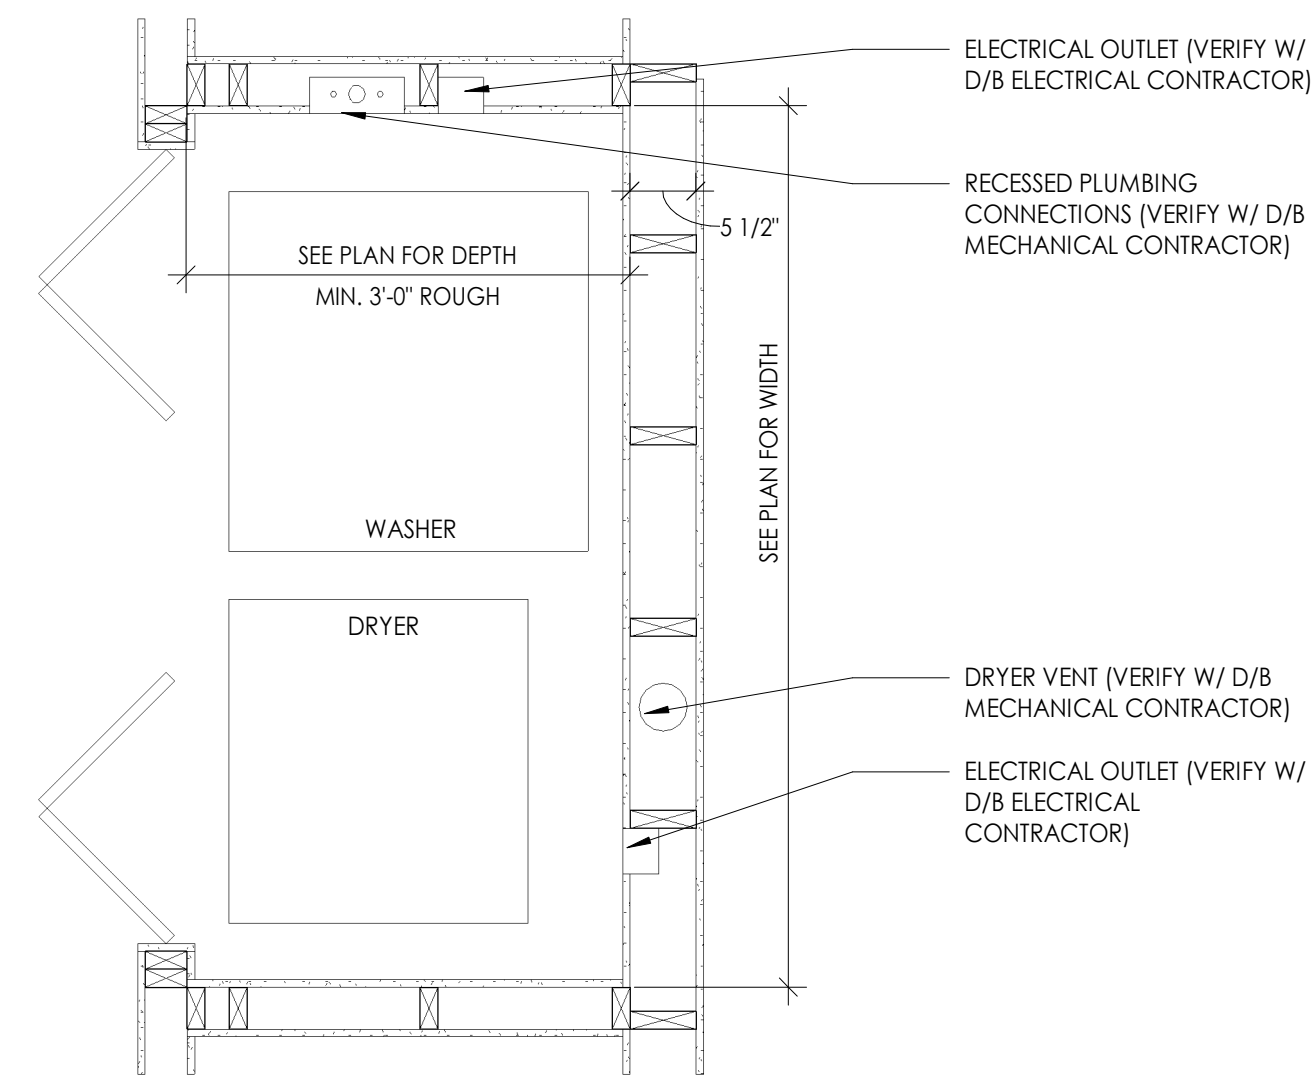 ELECTRICAL OUTLET (VERIFY W/
D/B ELECTRICAL CONTRACTOR)
RECESSED PLUMBING
CONNECTIONS (VERIFY W/ D/B
MECHANICAL CONTRACTOR)
5 1/2"
SEE PLAN FOR DEPTH
MIN. 3'-0" ROUGH
SEE PLAN FOR WIDTH
WASHER
DRYER
DRYER VENT (VERIFY W/ D/B
MECHANICAL CONTRACTOR)
ELECTRICAL OUTLET (VERIFY W/
D/B ELECTRICAL
CONTRACTOR)